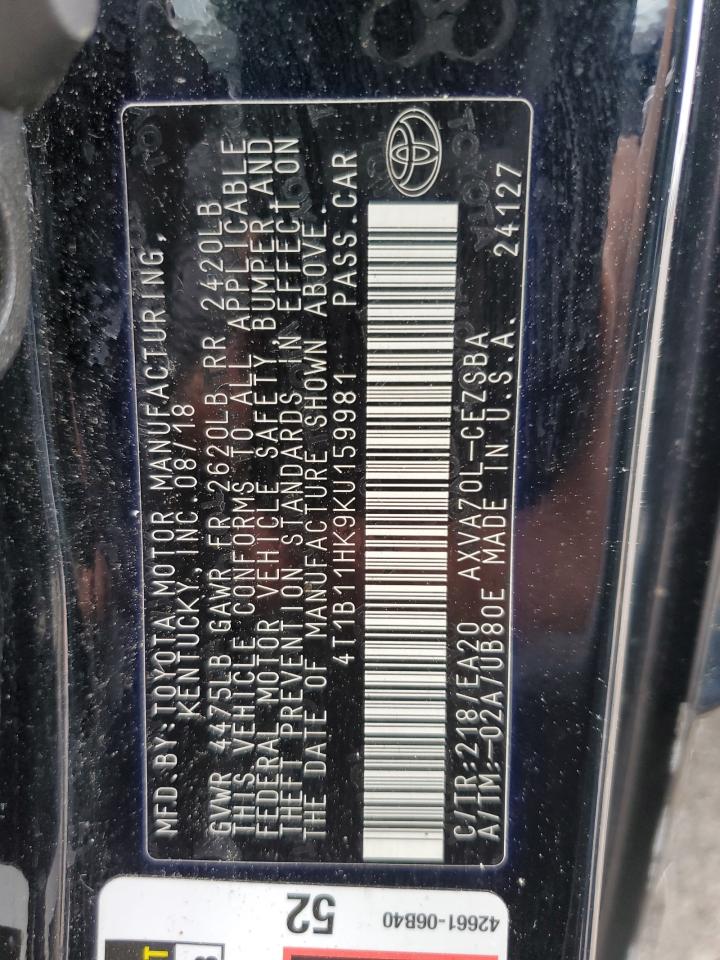 MFD.BY:TOYOTA MOTOR MANUFACTURING,
KENTUCKY, INC.08/18
GVWR 4475LB GAWR FR 2620LB RR 2420LB
THIS VEHICLE CONFORMS TO ALL APPLICABLE
FEDERAL MOTOR VEHICLE SAFETY, BUMPER AND
THEFT PREVENTION STANDARDS IN EFFECT ON
THE DATE OF MANUFACTURE SHOWN ABOVE.
4T1B11HK9KU159981 PASS.CAR
C/TR:218/EA20 AXVA70L-CEZSBA
A/TM:-02A/UB80E MADE IN U.S.A. 24127
52
42661-06B40